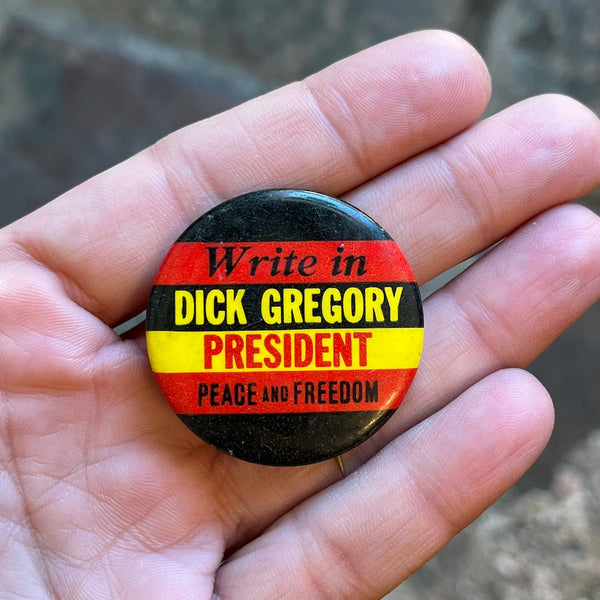 Write in
DICK GREGORY
PRESIDENT
PEACE AND FREEDOM